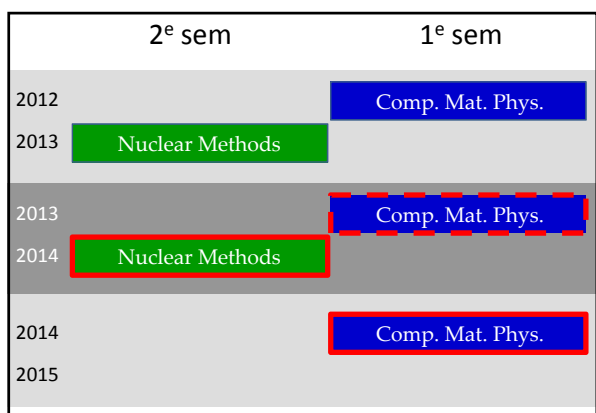 2e sem 1e sem
2012 Comp. Mat. Phys.
2013 Nuclear Methods
2013 Comp. Mat. Phys.
2014 Nuclear Methods
2014 Comp. Mat. Phys.
2015